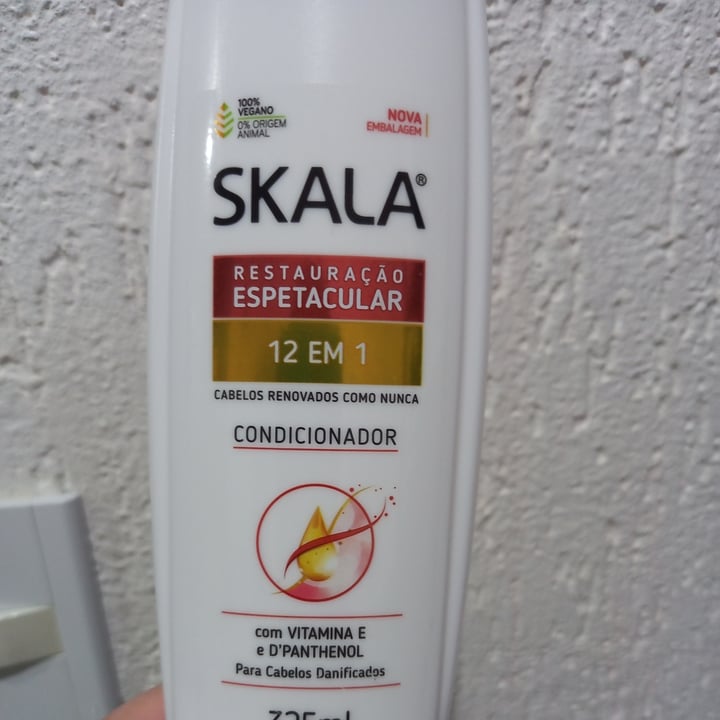 100%
VEGANO
0% ORIGEM
ANIMAL
NOVA
EMBALAGEM
SKALA®
RESTAURAÇÃO
ESPETACULAR
12 EM 1
CABELOS RENOVADOS COMO NUNCA
CONDICIONADOR
com VITAMINA E
e D'PANTHENOL
Para Cabelos Danificados
325ml